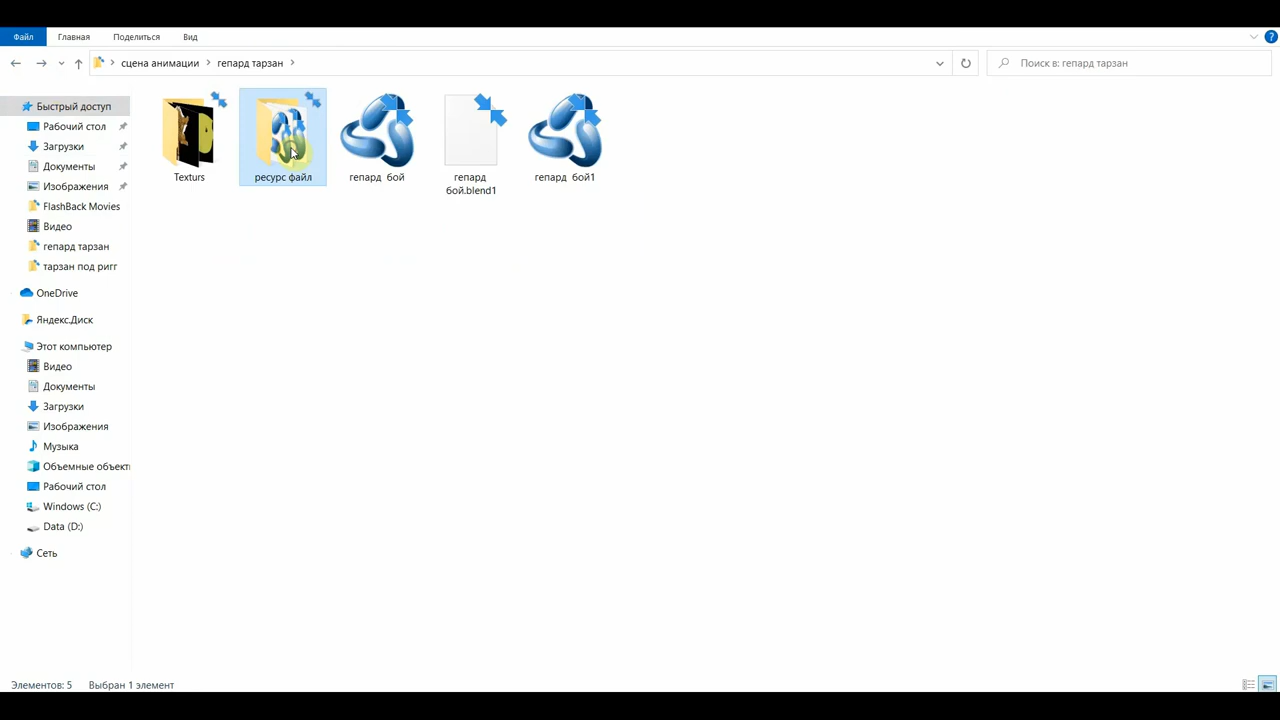 Файл
Главная
Поделиться
Вид
?
сцена анимации
гепард тарзан
Поиск в: гепард тарзан
Быстрый доступ
Рабочий стол
Загрузки
Документы
Изображения
FlashBack Movies
Видео
гепард тарзан
тарзан под ригг
OneDrive
Яндекс.Диск
Этот компьютер
Видео
Документы
Загрузки
Изображения
Музыка
Объемные объект
Рабочий стол
Windows (C:)
Data (D:)
Сеть
Texturs
ресурс файл
гепард бой
гепард
бой.blend1
гепард бой1
Элементов: 5
Выбран 1 элемент